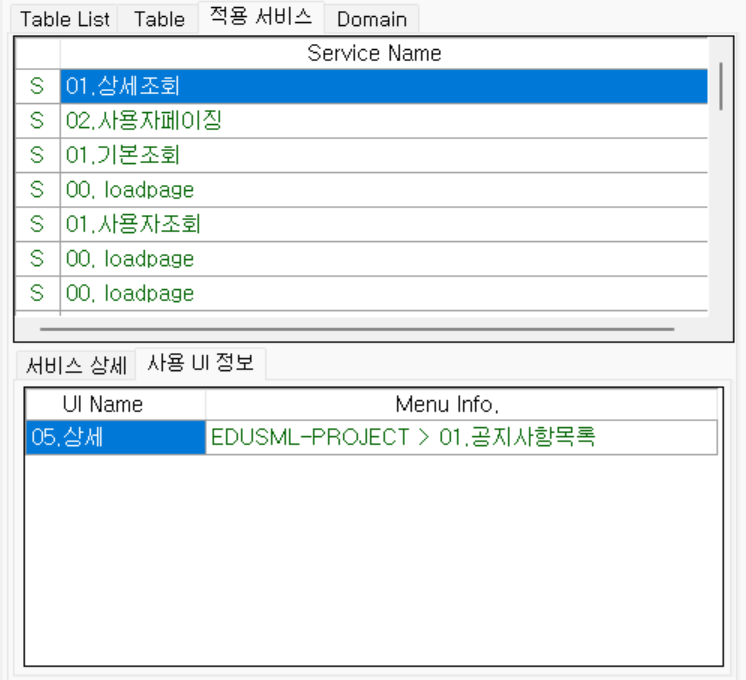 Table List Table 적용 서비스 Domain
Service Name
S 01.상세조회
S 02.사용자페이징
S 01.기본조회
S 00. loadpage
S 01.사용자조회
S 00. loadpage
S 00. loadpage
서비스 상세 사용 UI 정보
UI Name Menu Info.
05.상세 EDUSML-PROJECT > 01.공지사항목록